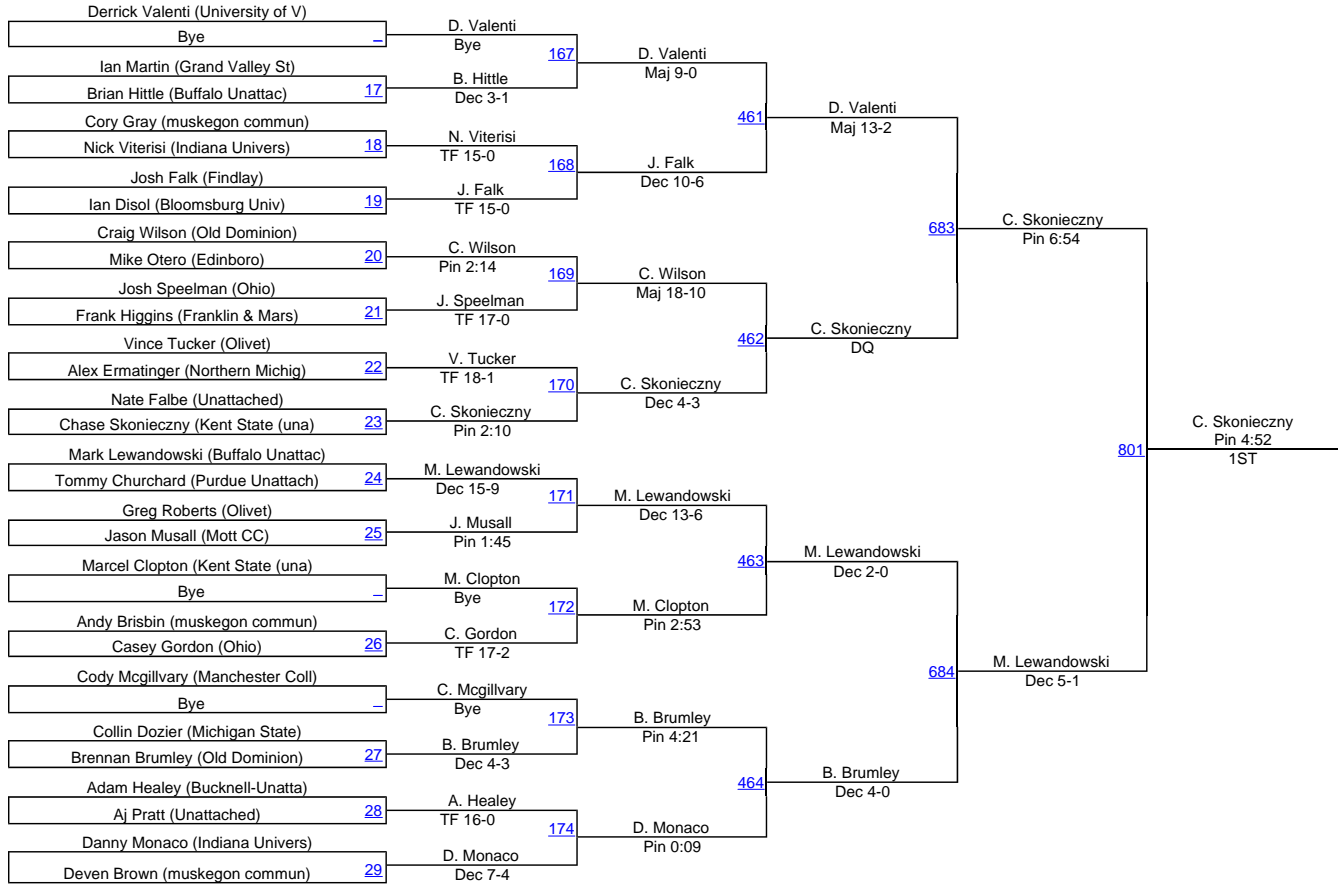 Derrick Valenti (University of V)
Bye
Ian Martin (Grand Valley St)
Brian Hittle (Buffalo Unattac) 17
Cory Gray (muskegon commun)
Nick Viterisi (Indiana Univers) 18
Josh Falk (Findlay)
Ian Disol (Bloomsburg Univ) 19
Craig Wilson (Old Dominion)
Mike Otero (Edinboro) 20
Josh Speelman (Ohio)
Frank Higgins (Franklin & Mars) 21
Vince Tucker (Olivet)
Alex Ermatinger (Northern Michig) 22
Nate Falbe (Unattached)
Chase Skonieczny (Kent State (una) 23
Mark Lewandowski (Buffalo Unattac)
Tommy Churchard (Purdue Unattach) 24
Greg Roberts (Olivet)
Jason Musall (Mott CC) 25
Marcel Clopton (Kent State (una)
Bye
Andy Brisbin (muskegon commun)
Casey Gordon (Ohio) 26
Cody Mcgillvary (Manchester Coll)
Bye
Collin Dozier (Michigan State)
Brennan Brumley (Old Dominion) 27
Adam Healey (Bucknell-Unatta)
Aj Pratt (Unattached) 28
Danny Monaco (Indiana Univers)
Deven Brown (muskegon commun) 29
D. Valenti
Bye
167
B. Hittle
Dec 3-1
N. Viterisi
TF 15-0
168
J. Falk
TF 15-0
C. Wilson
Pin 2:14
169
J. Speelman
TF 17-0
V. Tucker
TF 18-1
170
C. Skonieczny
Pin 2:10
M. Lewandowski
Dec 15-9
171
J. Musall
Pin 1:45
M. Clopton
Bye
172
C. Gordon
TF 17-2
C. Mcgillvary
Bye
173
B. Brumley
Dec 4-3
A. Healey
TF 16-0
174
D. Monaco
Dec 7-4
D. Valenti
Maj 9-0
461
J. Falk
Dec 10-6
C. Wilson
Maj 18-10
462
C. Skonieczny
Dec 4-3
M. Lewandowski
Dec 13-6
463
M. Clopton
Pin 2:53
B. Brumley
Pin 4:21
464
D. Monaco
Pin 0:09
D. Valenti
Maj 13-2
683
C. Skonieczny
DQ
M. Lewandowski
Dec 2-0
684
B. Brumley
Dec 4-0
C. Skonieczny
Pin 6:54
801
M. Lewandowski
Dec 5-1
C. Skonieczny
Pin 4:52
1ST